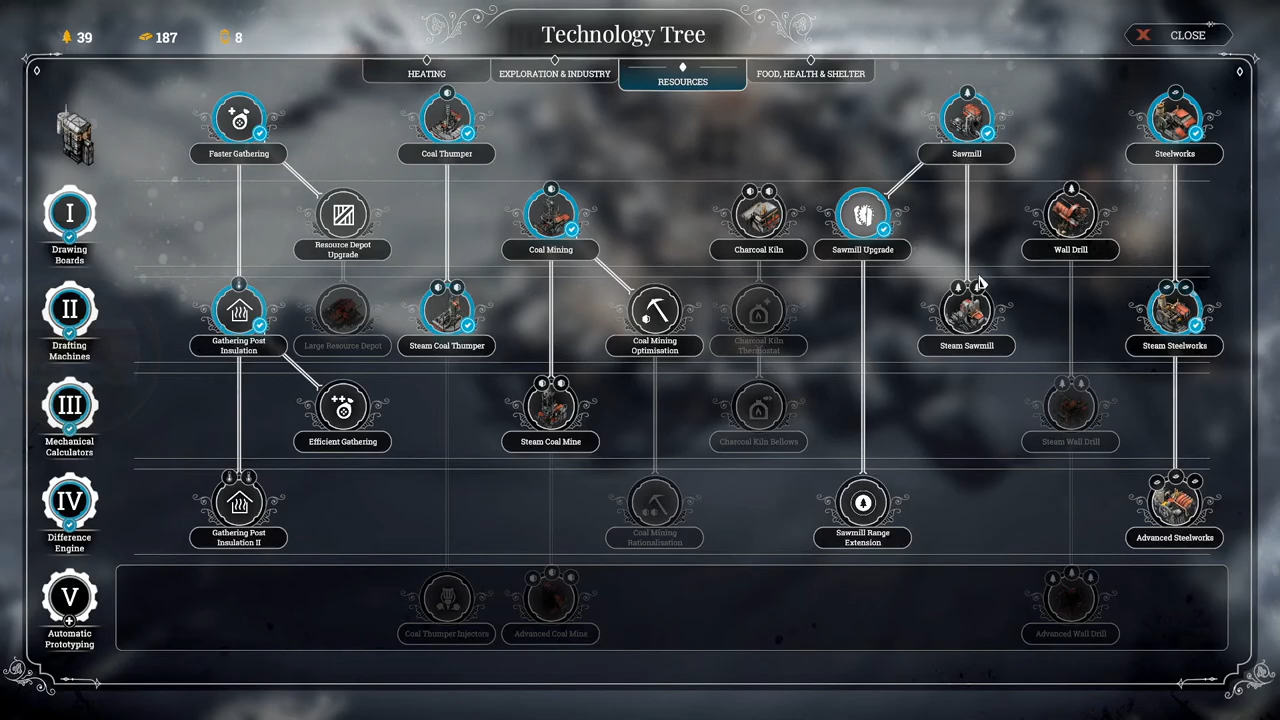 39
187
8
Technology Tree
CLOSE
HEATING
EXPLORATION & INDUSTRY
RESOURCES
FOOD, HEALTH & SHELTER
Faster Gathering
Coal Thumper
Sawmill
Steelworks
I
Drawing
Boards
Resource Depot
Upgrade
Coal Mining
Charcoal Kiln
Sawmill Upgrade
Wall Drill
II
Drafting
Machines
Gathering Post
Insulation
Large Resource Depot
Steam Coal Thumper
Coal Mining
Optimisation
Charcoal Kiln
Thermostat
Steam Sawmill
Steam Steelworks
III
Mechanical
Calculators
Efficient Gathering
Steam Coal Mine
Charcoal Kiln Bellows
Steam Wall Drill
IV
Difference
Engine
Gathering Post
Insulation II
Coal Mining
Rationalisation
Sawmill Range
Extension
Advanced Steelworks
V
Automatic
Prototyping
Coal Thumper Injectors
Advanced Coal Mine
Advanced Wall Drill